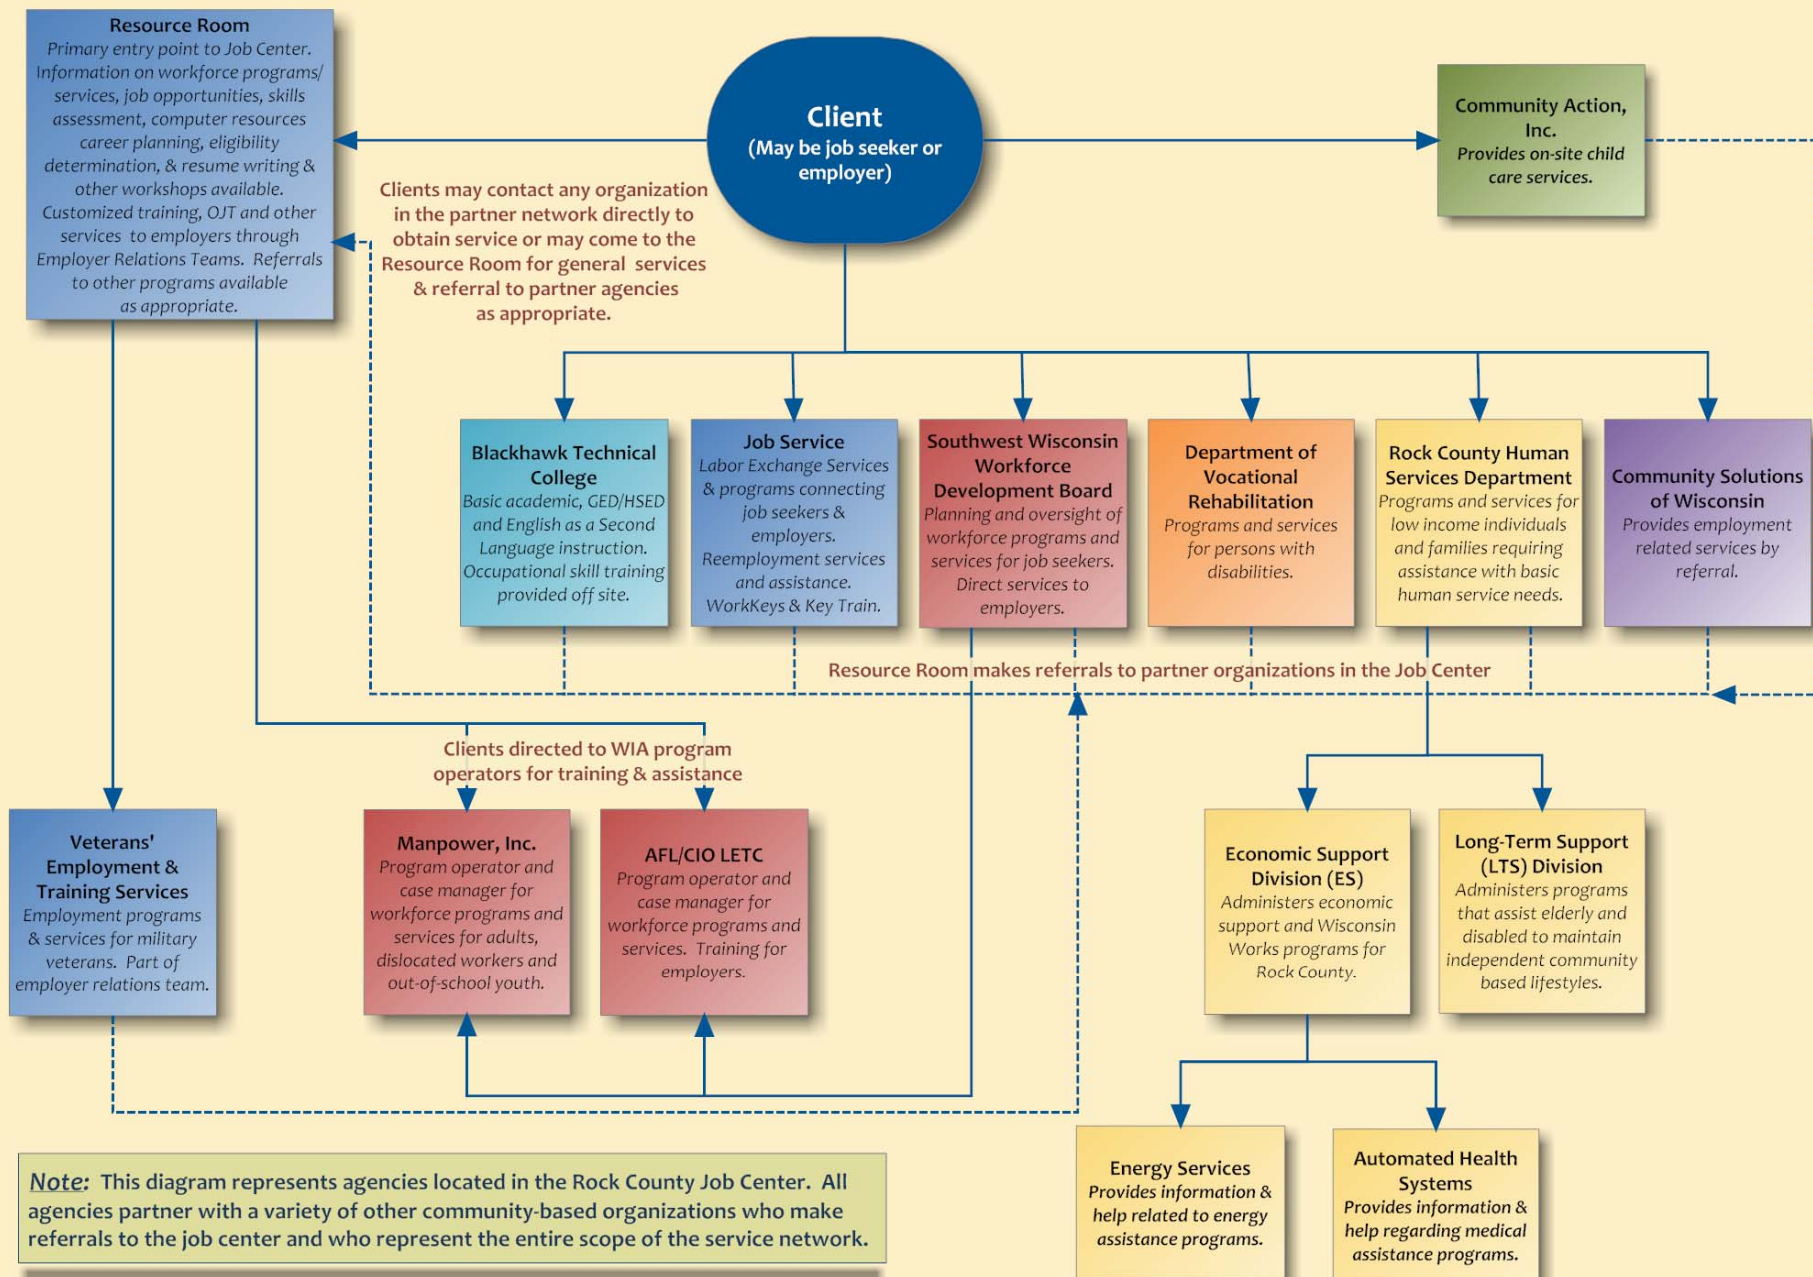 Resource Room
Primary entry point to Job Center.
Information on workforce programs/
services, job opportunities, skills
assessment, computer resources
career planning, eligibility
determination, & resume writing &
other workshops available.
Customized training, OJT and other
services to employers through
Employer Relations Teams. Referrals
to other programs available
as appropriate.
Client
(May be job seeker or
employer)
Community Action,
Inc.
Provides on-site child
care services.
Clients may contact any organization
in the partner network directly to
obtain service or may come to the
Resource Room for general services
& referral to partner agencies
as appropriate.
Blackhawk Technical
College
Basic academic, GED/HSED
and English as a Second
Language instruction.
Occupational skill training
provided off site.
Job Service
Labor Exchange Services
& programs connecting
job seekers &
employers.
Reemployment services
and assistance.
WorkKeys & Key Train.
Southwest Wisconsin
Workforce
Development Board
Planning and oversight of
workforce programs and
services for job seekers.
Direct services to
employers.
Department of
Vocational
Rehabilitation
Programs and services
for persons with
disabilities.
Rock County Human
Services Department
Programs and services for
low income individuals
and families requiring
assistance with basic
human service needs.
Community Solutions
of Wisconsin
Provides employment
related services by
referral.
Resource Room makes referrals to partner organizations in the Job Center
Clients directed to WIA program
operators for training & assistance
Veterans'
Employment &
Training Services
Employment programs
& services for military
veterans. Part of
employer relations team.
Manpower, Inc.
Program operator and
case manager for
workforce programs and
services for adults,
dislocated workers and
out-of-school youth.
AFL/CIO LETC
Program operator and
case manager for
workforce programs and
services. Training for
employers.
Economic Support
Division (ES)
Administers economic
support and Wisconsin
Works programs for
Rock County.
Long-Term Support
(LTS) Division
Administers programs
that assist elderly and
disabled to maintain
independent community
based lifestyles.
Energy Services
Provides information &
help related to energy
assistance programs.
Automated Health
Systems
Provides information &
help regarding medical
assistance programs.
Note: This diagram represents agencies located in the Rock County Job Center. All
agencies partner with a variety of other community-based organizations who make
referrals to the job center and who represent the entire scope of the service network.